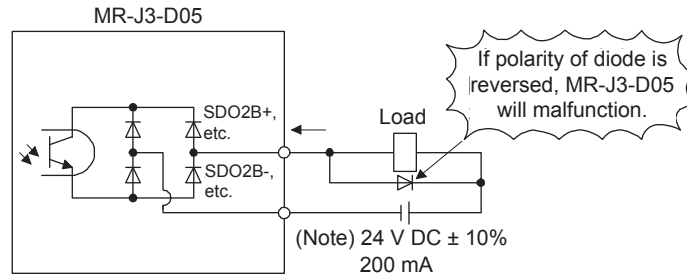 MR-J3-D05
If polarity of diode is
reversed, MR-J3-D05
will malfunction.
SDO2B+,
etc.
Load
SDO2B-,
etc.
(Note) 24 V DC ± 10%
200 mA